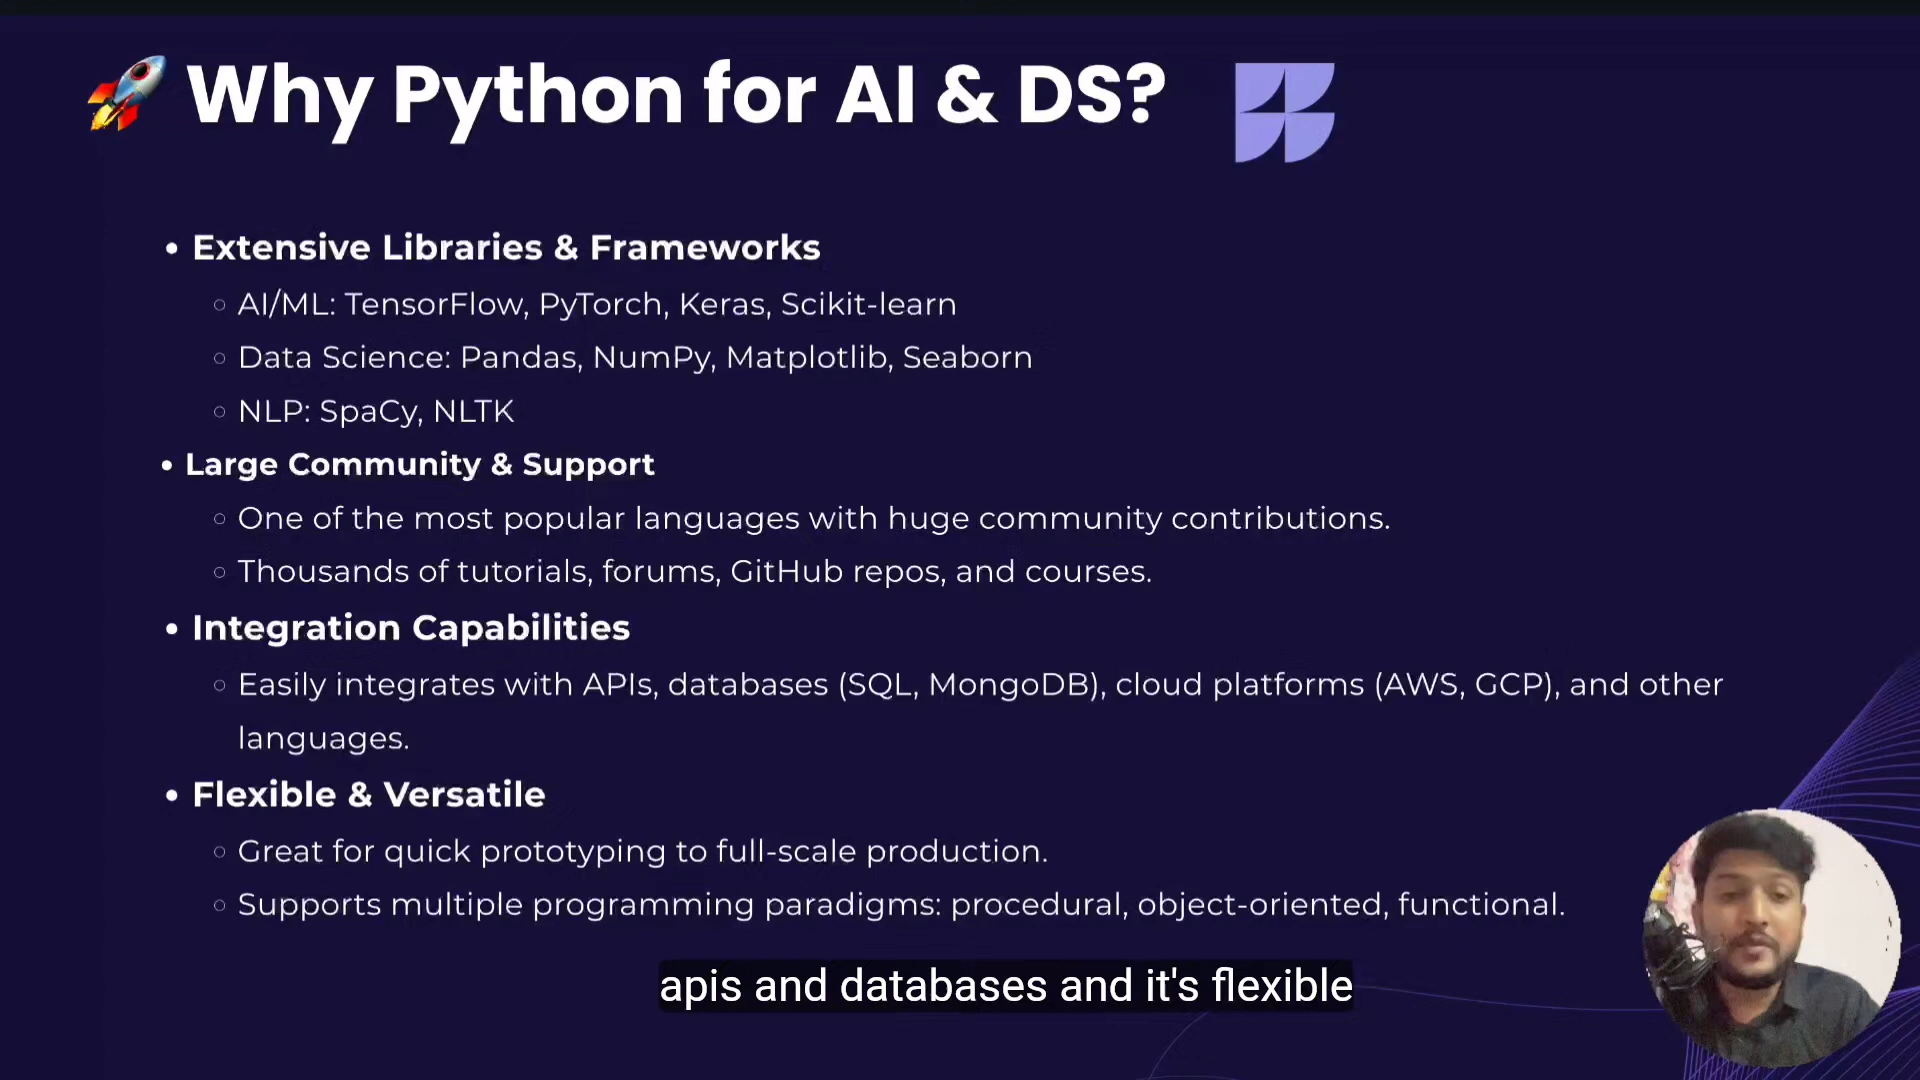 🚀 Why Python for AI & DS?
• Extensive Libraries & Frameworks
○ AI/ML: TensorFlow, PyTorch, Keras, Scikit-learn
○ Data Science: Pandas, NumPy, Matplotlib, Seaborn
○ NLP: SpaCy, NLTK
• Large Community & Support
○ One of the most popular languages with huge community contributions.
○ Thousands of tutorials, forums, GitHub repos, and courses.
• Integration Capabilities
○ Easily integrates with APIs, databases (SQL, MongoDB), cloud platforms (AWS, GCP), and other
languages.
• Flexible & Versatile
○ Great for quick prototyping to full-scale production.
○ Supports multiple programming paradigms: procedural, object-oriented, functional.
apis and databases and it's flexible